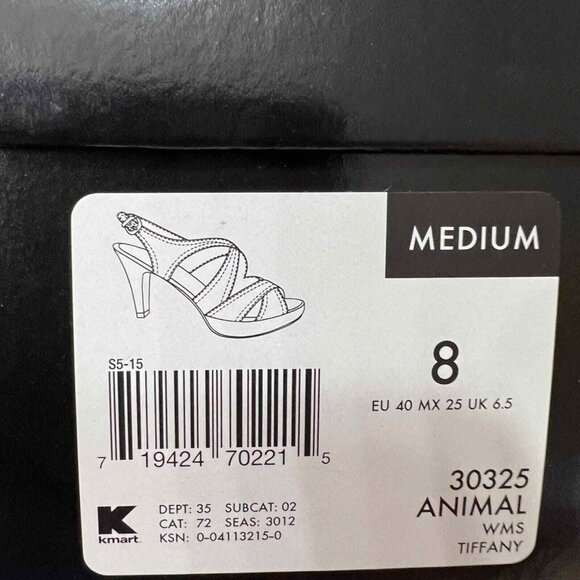 MEDIUM
S5-15
8
EU 40 MX 25 UK 6.5
7 19424 70221 5
30325
ANIMAL
WMS
TIFFANY
K
kmart.
DEPT: 35 SUBCAT: 02
CAT: 72 SEAS: 3012
KSN: 0-04113215-0